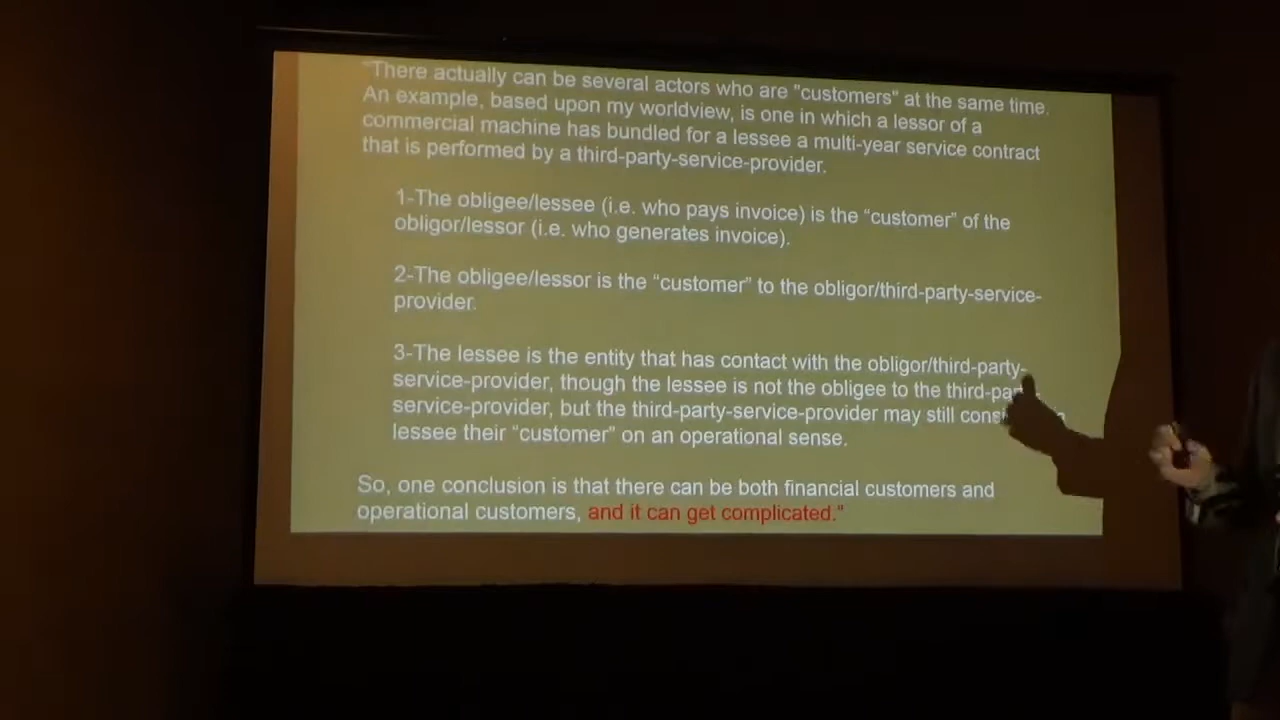 "There actually can be several actors who are "customers" at the same time.
An example, based upon my worldview, is one in which a lessor of a
commercial machine has bundled for a lessee a multi-year service contract
that is performed by a third-party-service-provider.
1-The obligee/lessee (i.e. who pays invoice) is the “customer” of the
obligor/lessor (i.e. who generates invoice).
2-The obligee/lessor is the “customer” to the obligor/third-party-service-
provider.
3-The lessee is the entity that has contact with the obligor/third-party-
service-provider, though the lessee is not the obligee to the
service-provider, but the third-party-service-provider may still
lessee their “customer” on an operational sense.
So, one conclusion is that there can be both financial customers and
operational customers, and it can get complicated."